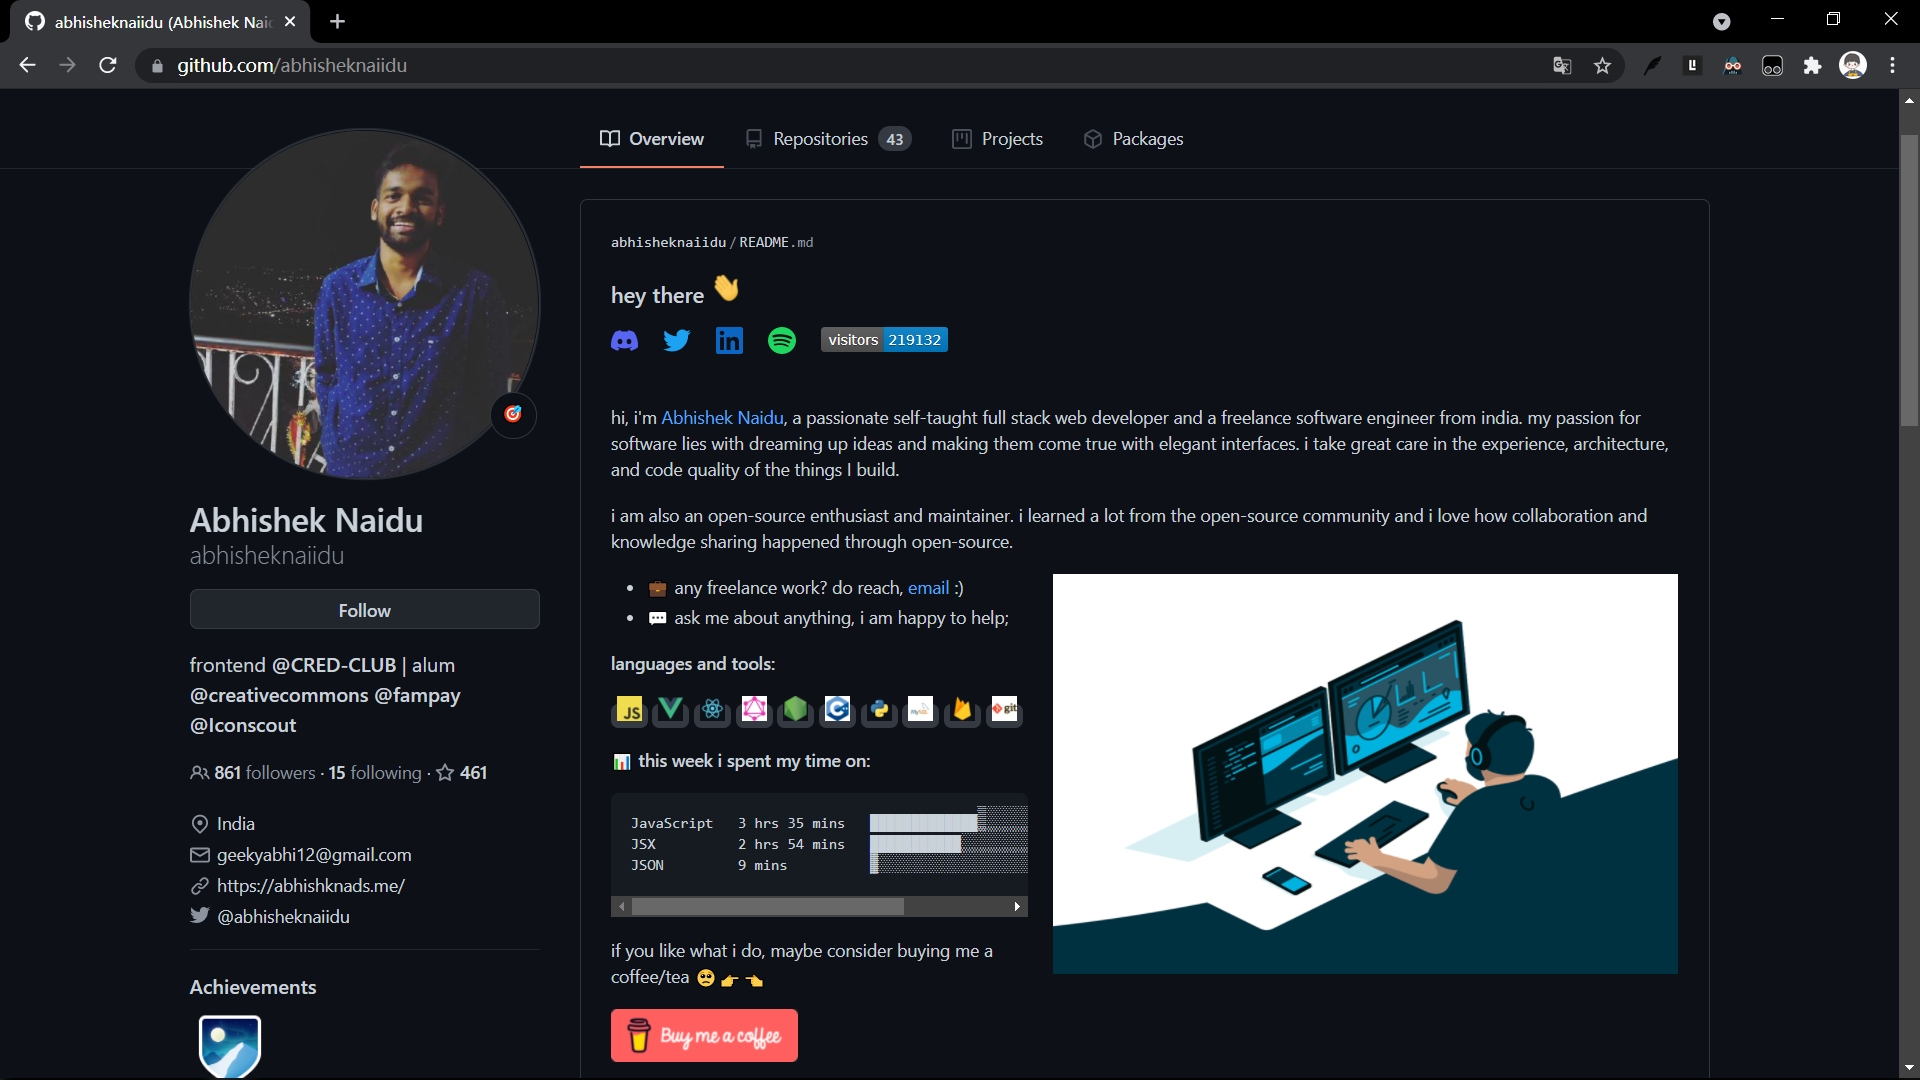 abhisheknaiidu (Abhishek Nai
github.com/abhisheknaiidu
Overview
Repositories 43
Projects
Packages
abhisheknaiidu/README.md
hey there 👋
visitors 219132
hi, i'm Abhishek Naidu, a passionate self-taught full stack web developer and a freelance software engineer from india. my passion for
software lies with dreaming up ideas and making them come true with elegant interfaces. i take great care in the experience, architecture,
and code quality of the things I build.
i am also an open-source enthusiast and maintainer. i learned a lot from the open-source community and i love how collaboration and
knowledge sharing happened through open-source.
• 💼 any freelance work? do reach, email :)
• 💬 ask me about anything, i am happy to help;
languages and tools:
JS
MySQL
git
📊 this week i spent my time on:
JavaScript 3 hrs 35 mins
JSX 2 hrs 54 mins
JSON 9 mins
if you like what i do, maybe consider buying me a
coffee/tea 🥺👉👈
Buy me a coffee
Abhishek Naidu
abhisheknaiidu
Follow
frontend @CRED-CLUB | alum
@creativecommons @fampay
@Iconscout
861 followers · 15 following · 461
India
geekyabhi12@gmail.com
https://abhishknads.me/
@abhisheknaiidu
Achievements